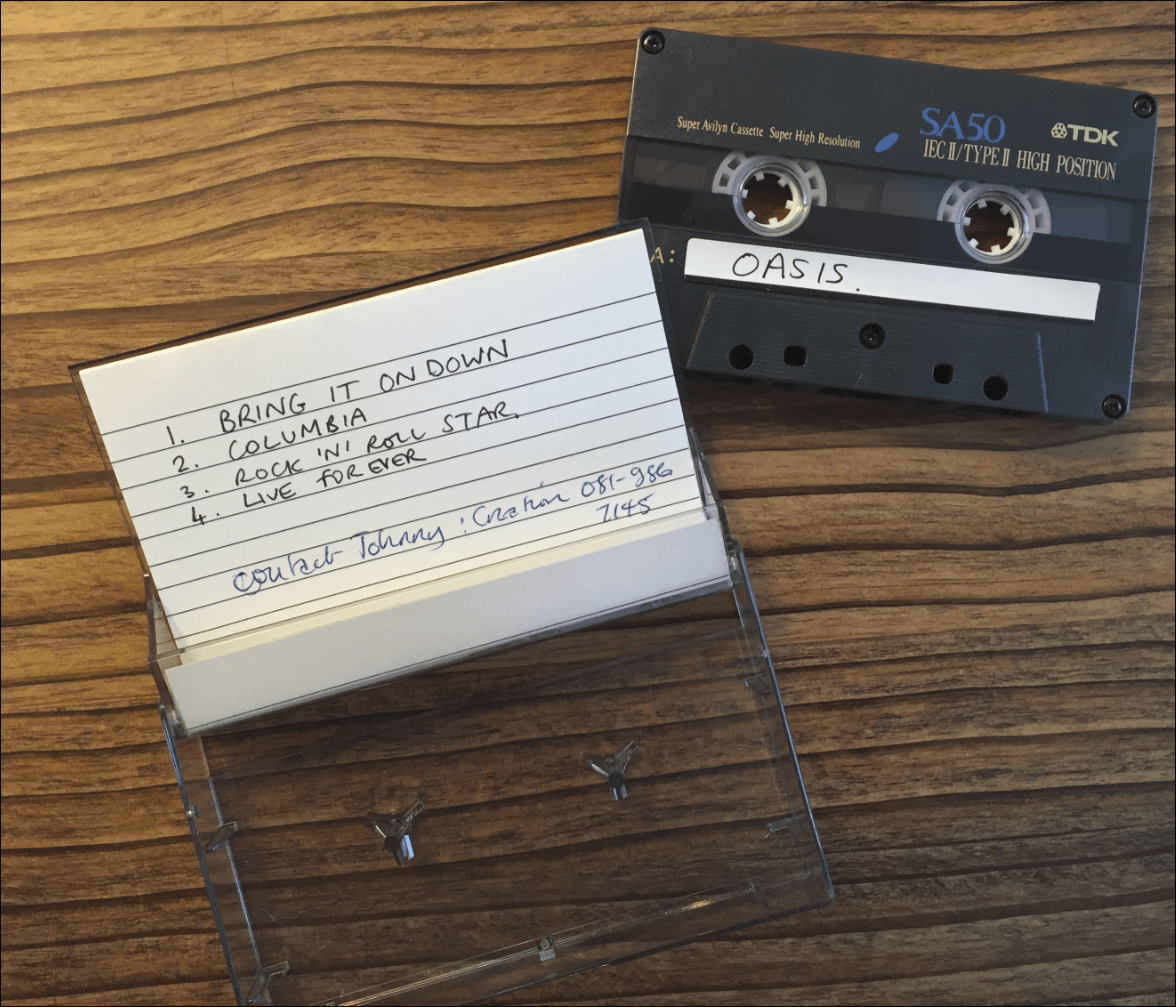 Super Avilyn Cassette Super High Resolution
SA50
TDK
IEC II/TYPE II HIGH POSITION
A:
OASIS.
1. BRING IT ON DOWN
2. COLUMBIA
3. ROCK 'N' ROLL STAR.
4. LIVE FOREVER
Contact Johnny : Creation 081-986
7145